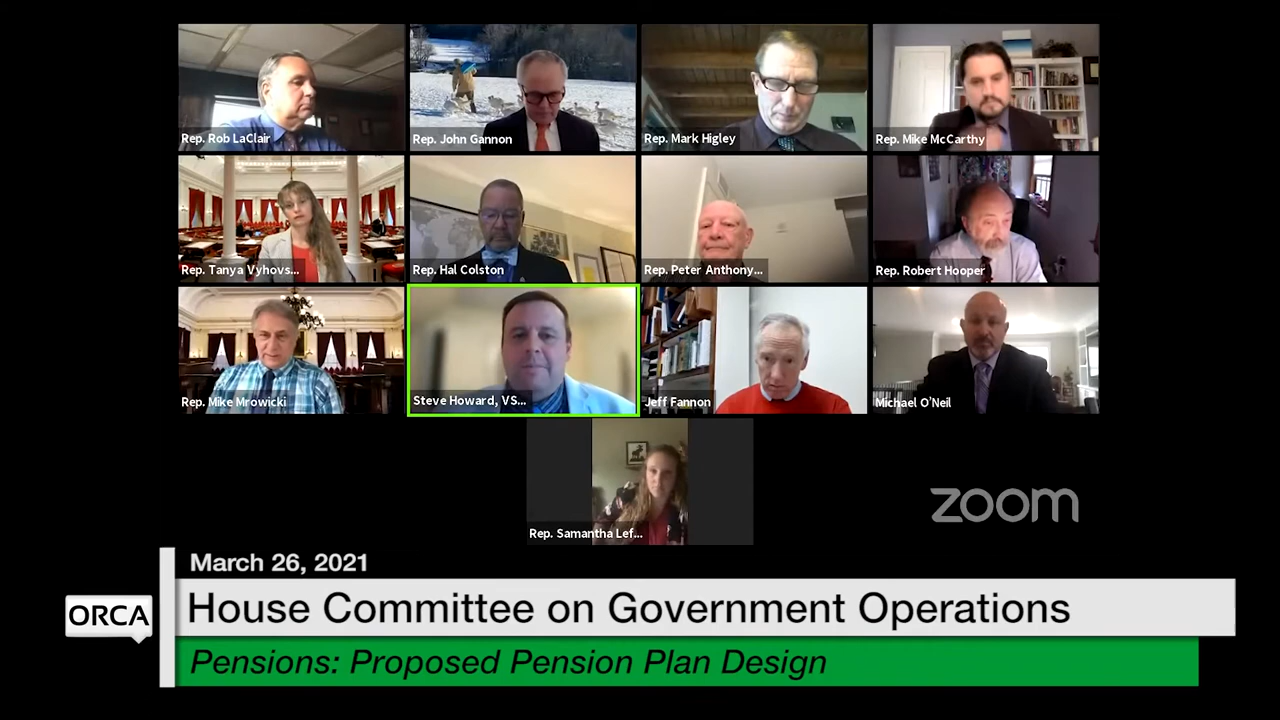 Rep. Rob LaClair
Rep. John Gannon
Rep. Mark Higley
Rep. Mike McCarthy
Rep. Tanya Vyhovs...
Rep. Hal Colston
Rep. Peter Anthony...
Rep. Robert Hooper
Rep. Mike Mrowicki
Steve Howard, VS...
Jeff Fannon
Michael O'Neil
Rep. Samantha Lef...
zoom
March 26, 2021
ORCA
House Committee on Government Operations
Pensions: Proposed Pension Plan Design